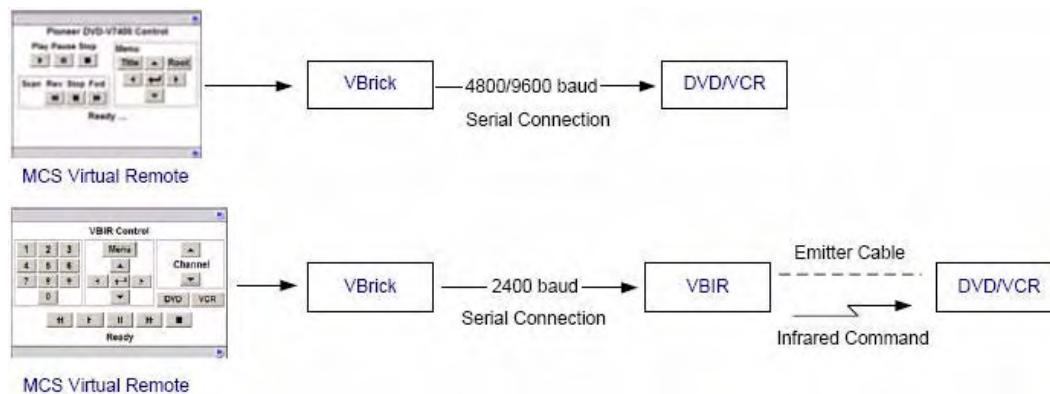 Pioneer DVD-V7400 Control
Play Pause Stop
Menu
Title
Root
Scan Rev Stop Fwd
Ready ...
MCS Virtual Remote
VBrick
4800/9600 baud
Serial Connection
DVD/VCR
VBIR Control
1 2 3
4 5 6
7 8 9
0
Menu
Channel
DVD VCR
Ready
MCS Virtual Remote
VBrick
2400 baud
Serial Connection
VBIR
Emitter Cable
Infrared Command
DVD/VCR